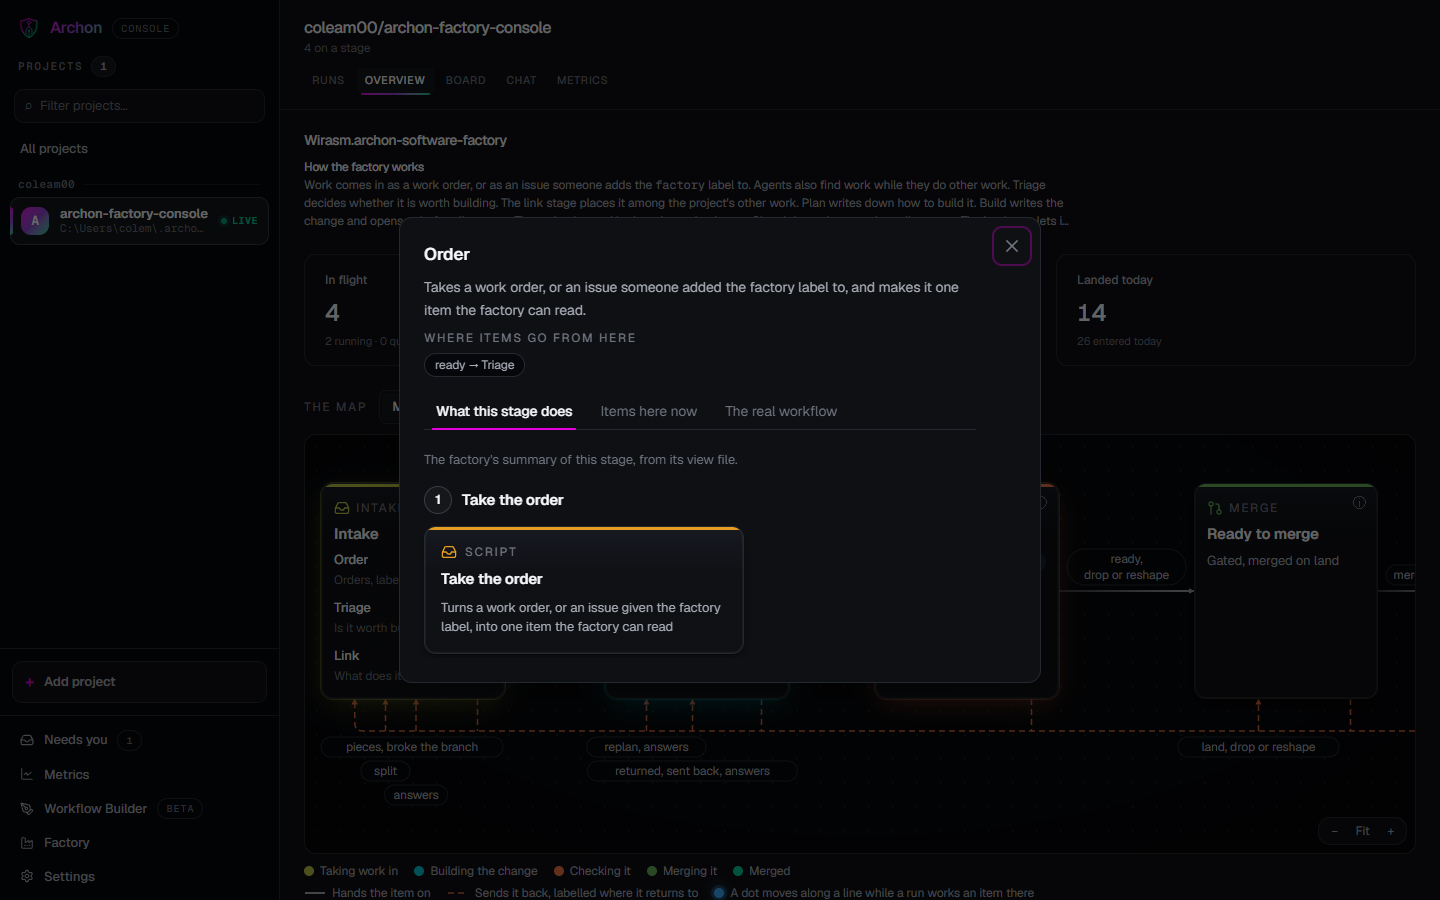 Archon
CONSOLE
PROJECTS 1
Filter projects...
All projects
coleam00
A
archon-factory-console
LIVE
C:\Users\colem\.archo...
+ Add project
Needs you 1
Metrics
Workflow Builder BETA
Factory
Settings
coleam00/archon-factory-console
4 on a stage
RUNS OVERVIEW BOARD CHAT METRICS
Wirasm.archon-software-factory
How the factory works
Work comes in as a work order, or as an issue someone adds the factory label to. Agents also find work while they do other work. Triage
decides whether it is worth building. The link stage places it among the project's other work. Plan writes down how to build it. Build writes the
change and opens
lets i...
In flight
4
2 running · 0
Landed today
14
26 entered today
THE MAP
Order
Takes a work order, or an issue someone added the factory label to, and makes it one
item the factory can read.
WHERE ITEMS GO FROM HERE
ready → Triage
What this stage does Items here now The real workflow
The factory's summary of this stage, from its view file.
1 Take the order
SCRIPT
Take the order
Turns a work order, or an issue given the factory
label, into one item the factory can read
Intake
Order
Orders,
Triage
Is it worth
Link
What does
ready,
drop or reshape
MERGE
Ready to merge
Gated, merged on land
pieces, broke the branch
split
answers
replan, answers
returned, sent back, answers
land, drop or reshape
− Fit +
Taking work in Building the change Checking it Merging it Merged
Hands the item on Sends it back, labelled where it returns to A dot moves along a line while a run works an item there